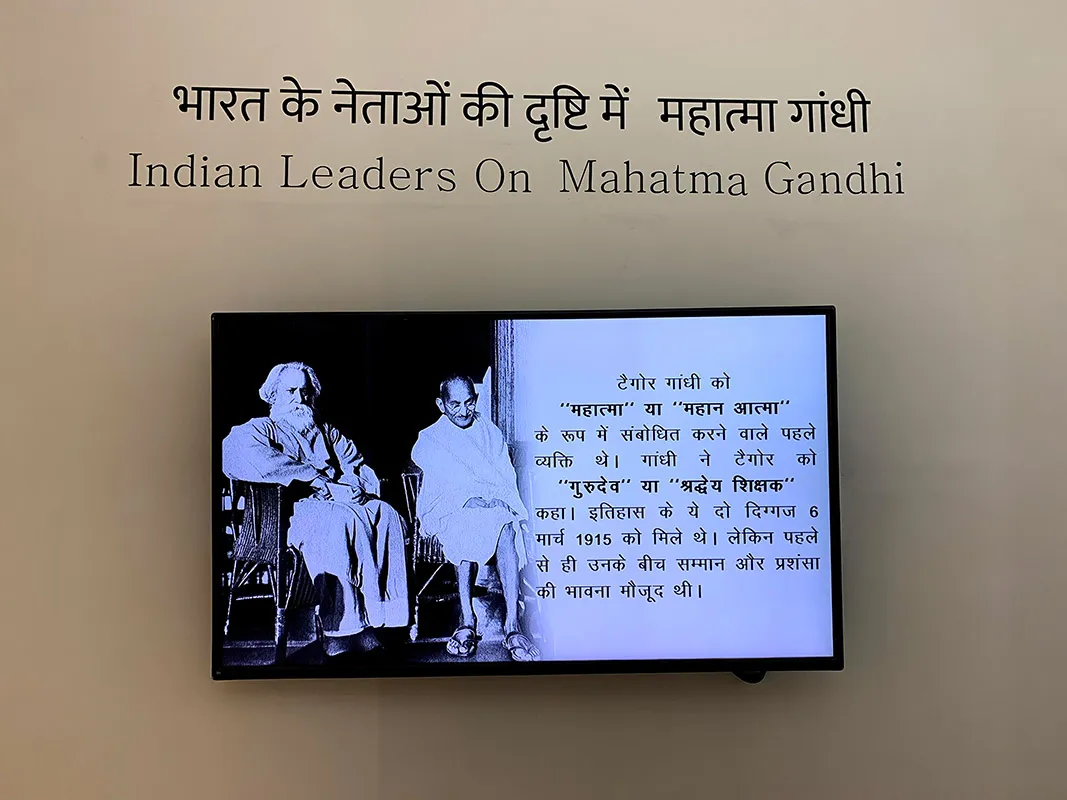 भारत के नेताओं की दृष्टि में महात्मा गांधी
Indian Leaders On Mahatma Gandhi
टैगोर गांधी को
‘‘महात्मा’’ या ‘‘महान आत्मा’’
के रूप में संबोधित करने वाले पहले
व्यक्ति थे। गांधी ने टैगोर को
‘‘गुरुदेव’’ या ‘‘श्रद्धेय शिक्षक’’
कहा। इतिहास के ये दो दिग्गज 6
मार्च 1915 को मिले थे। लेकिन पहले
से ही उनके बीच सम्मान और प्रशंसा
की भावना मौजूद थी।